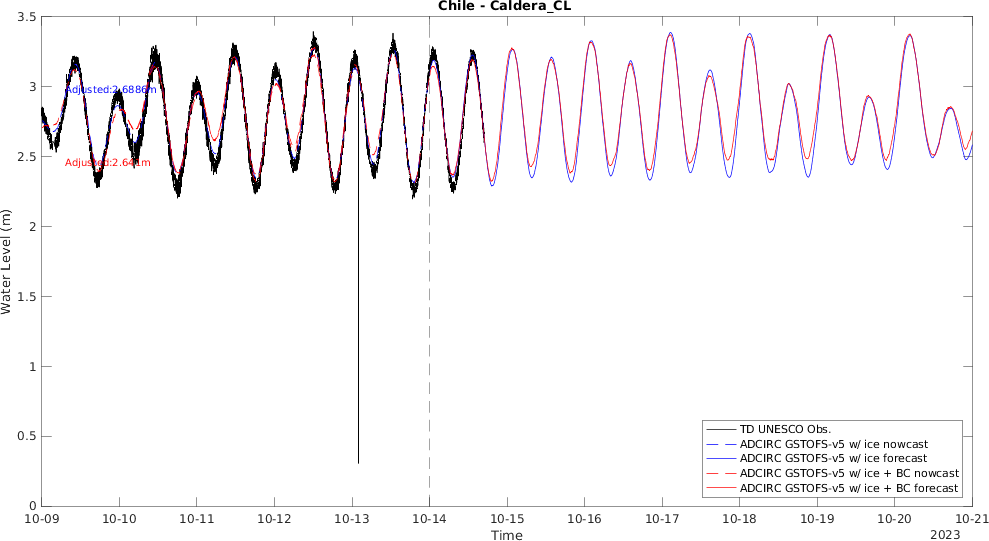 Chile - Caldera_CL
Water Level (m)
3.5
3
2.5
2
1.5
1
0.5
0
Adjusted:2.6886m
Adjusted:2.641m
TD UNESCO Obs.
ADCIRC GSTOFS-v5 w/ ice nowcast
ADCIRC GSTOFS-v5 w/ ice forecast
ADCIRC GSTOFS-v5 w/ ice + BC nowcast
ADCIRC GSTOFS-v5 w/ ice + BC forecast
10-09 10-10 10-11 10-12 10-13 10-14 10-15 10-16 10-17 10-18 10-19 10-20 10-21
Time
2023